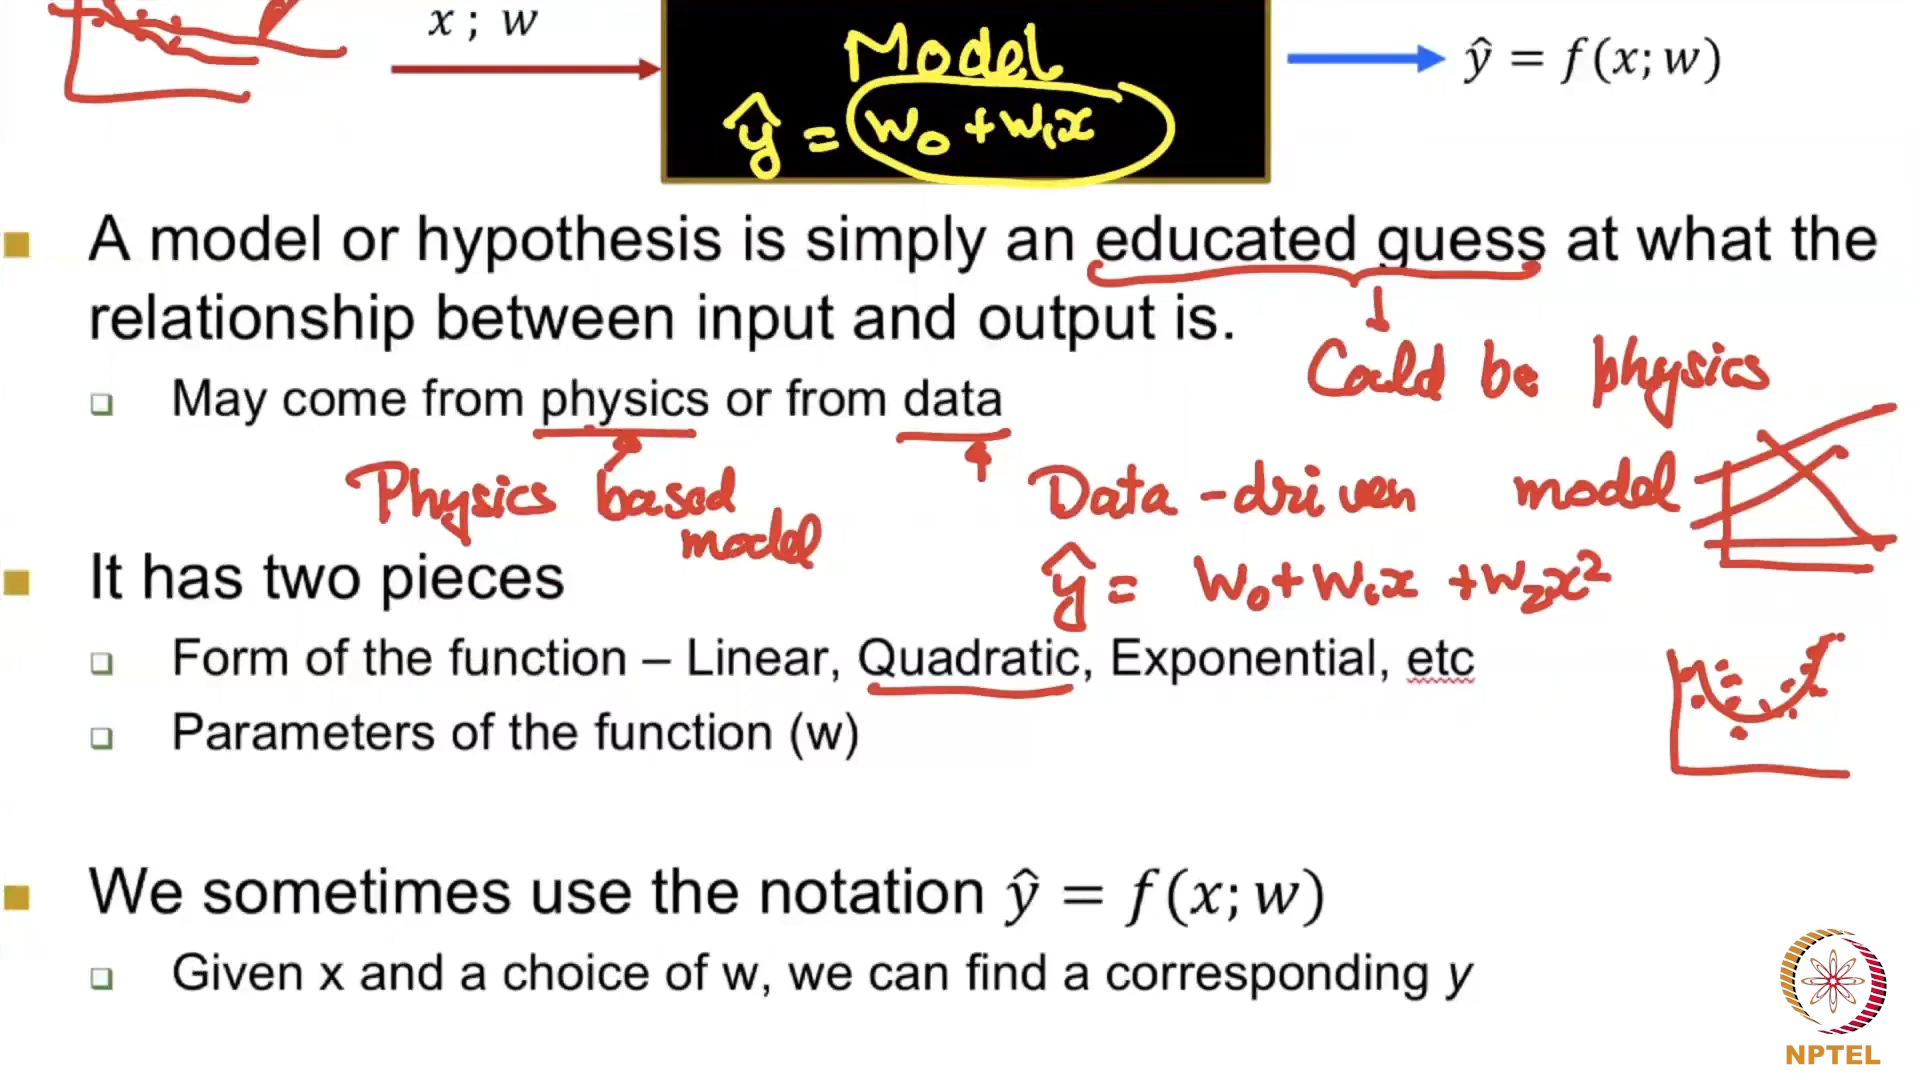 x ; w
Model
ŷ = w₀ + w₁x
ŷ = f(x; w)
■ A model or hypothesis is simply an educated guess at what the
relationship between input and output is.
Could be physics
❑ May come from physics or from data
Physics based
model
Data-driven model
ŷ = w₀ + w₁x + w₂x²
■ It has two pieces
❑ Form of the function – Linear, Quadratic, Exponential, etc
❑ Parameters of the function (w)
■ We sometimes use the notation ŷ = f(x; w)
❑ Given x and a choice of w, we can find a corresponding y
NPTEL